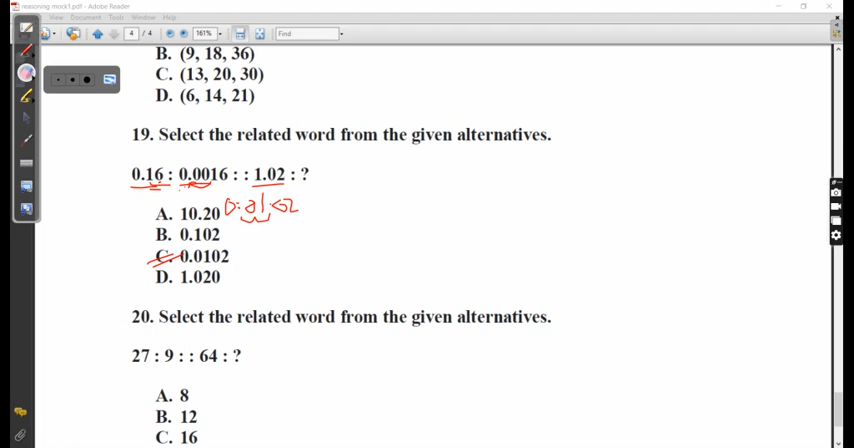 reasoning mock1.pdf - Adobe Reader
View Document Tools Window Help
4 / 4 161% Find
B. (9, 18, 36)
C. (13, 20, 30)
D. (6, 14, 21)
19. Select the related word from the given alternatives.
0.16 : 0.0016 : : 1.02 : ?
A. 10.20
B. 0.102
C. 0.0102
D. 1.020
20. Select the related word from the given alternatives.
27 : 9 : : 64 : ?
A. 8
B. 12
C. 16